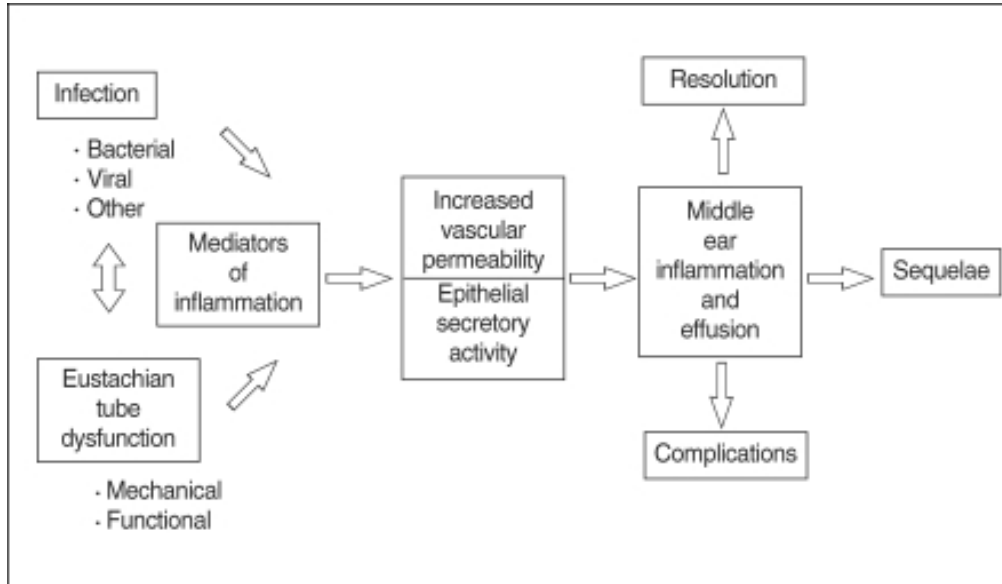 Infection
· Bacterial
· Viral
· Other
Mediators
of
inflammation
Eustachian
tube
dysfunction
· Mechanical
· Functional
Increased
vascular
permeability
Epithelial
secretory
activity
Resolution
Middle
ear
inflammation
and
effusion
Sequelae
Complications